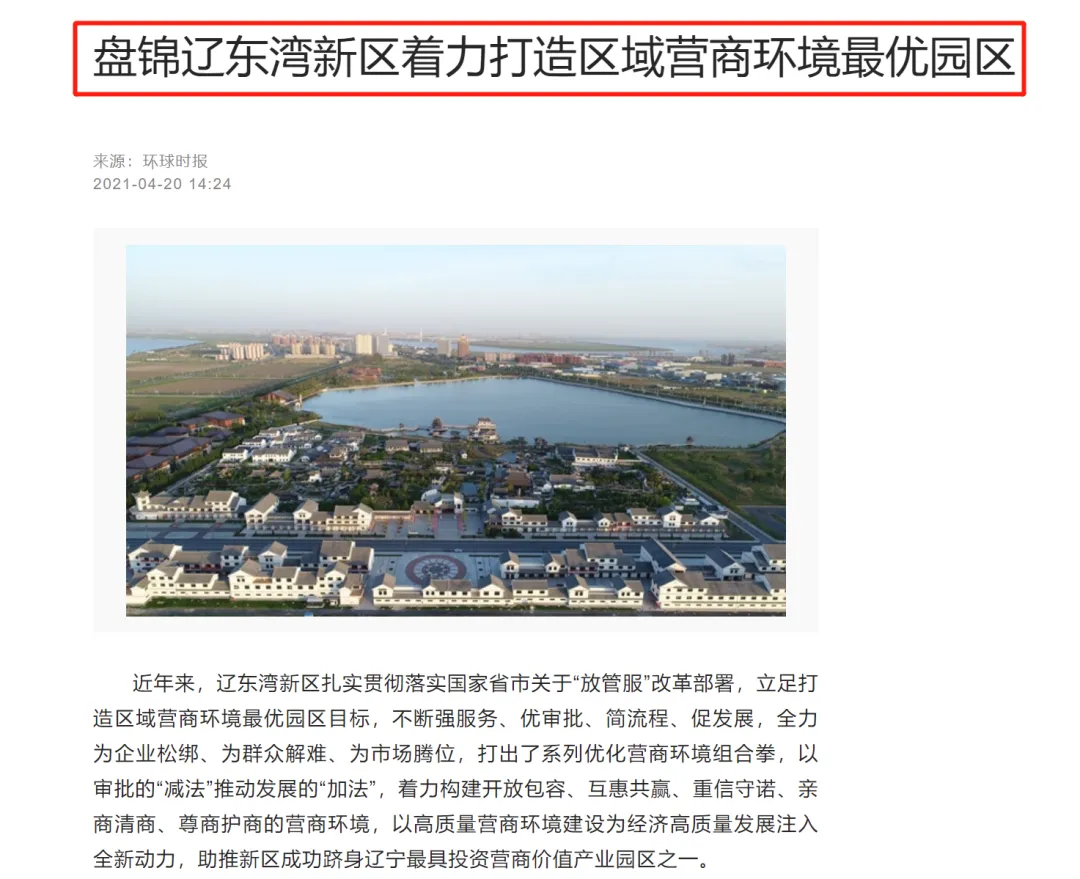 盘锦辽东湾新区着力打造区域营商环境最优园区
来源：环球时报
2021-04-20 14:24
近年来，辽东湾新区扎实贯彻落实国家省市关于“放管服”改革部署，立足打
造区域营商环境最优园区目标，不断强服务、优审批、简流程、促发展，全力
为企业松绑、为群众解难、为市场腾位，打出了系列优化营商环境组合拳，以
审批的“减法”推动发展的“加法”，着力构建开放包容、互惠共赢、重信守诺、亲
商清商、尊商护商的营商环境，以高质量营商环境建设为经济高质量发展注入
全新动力，助推新区成功跻身辽宁最具投资营商价值产业园区之一。